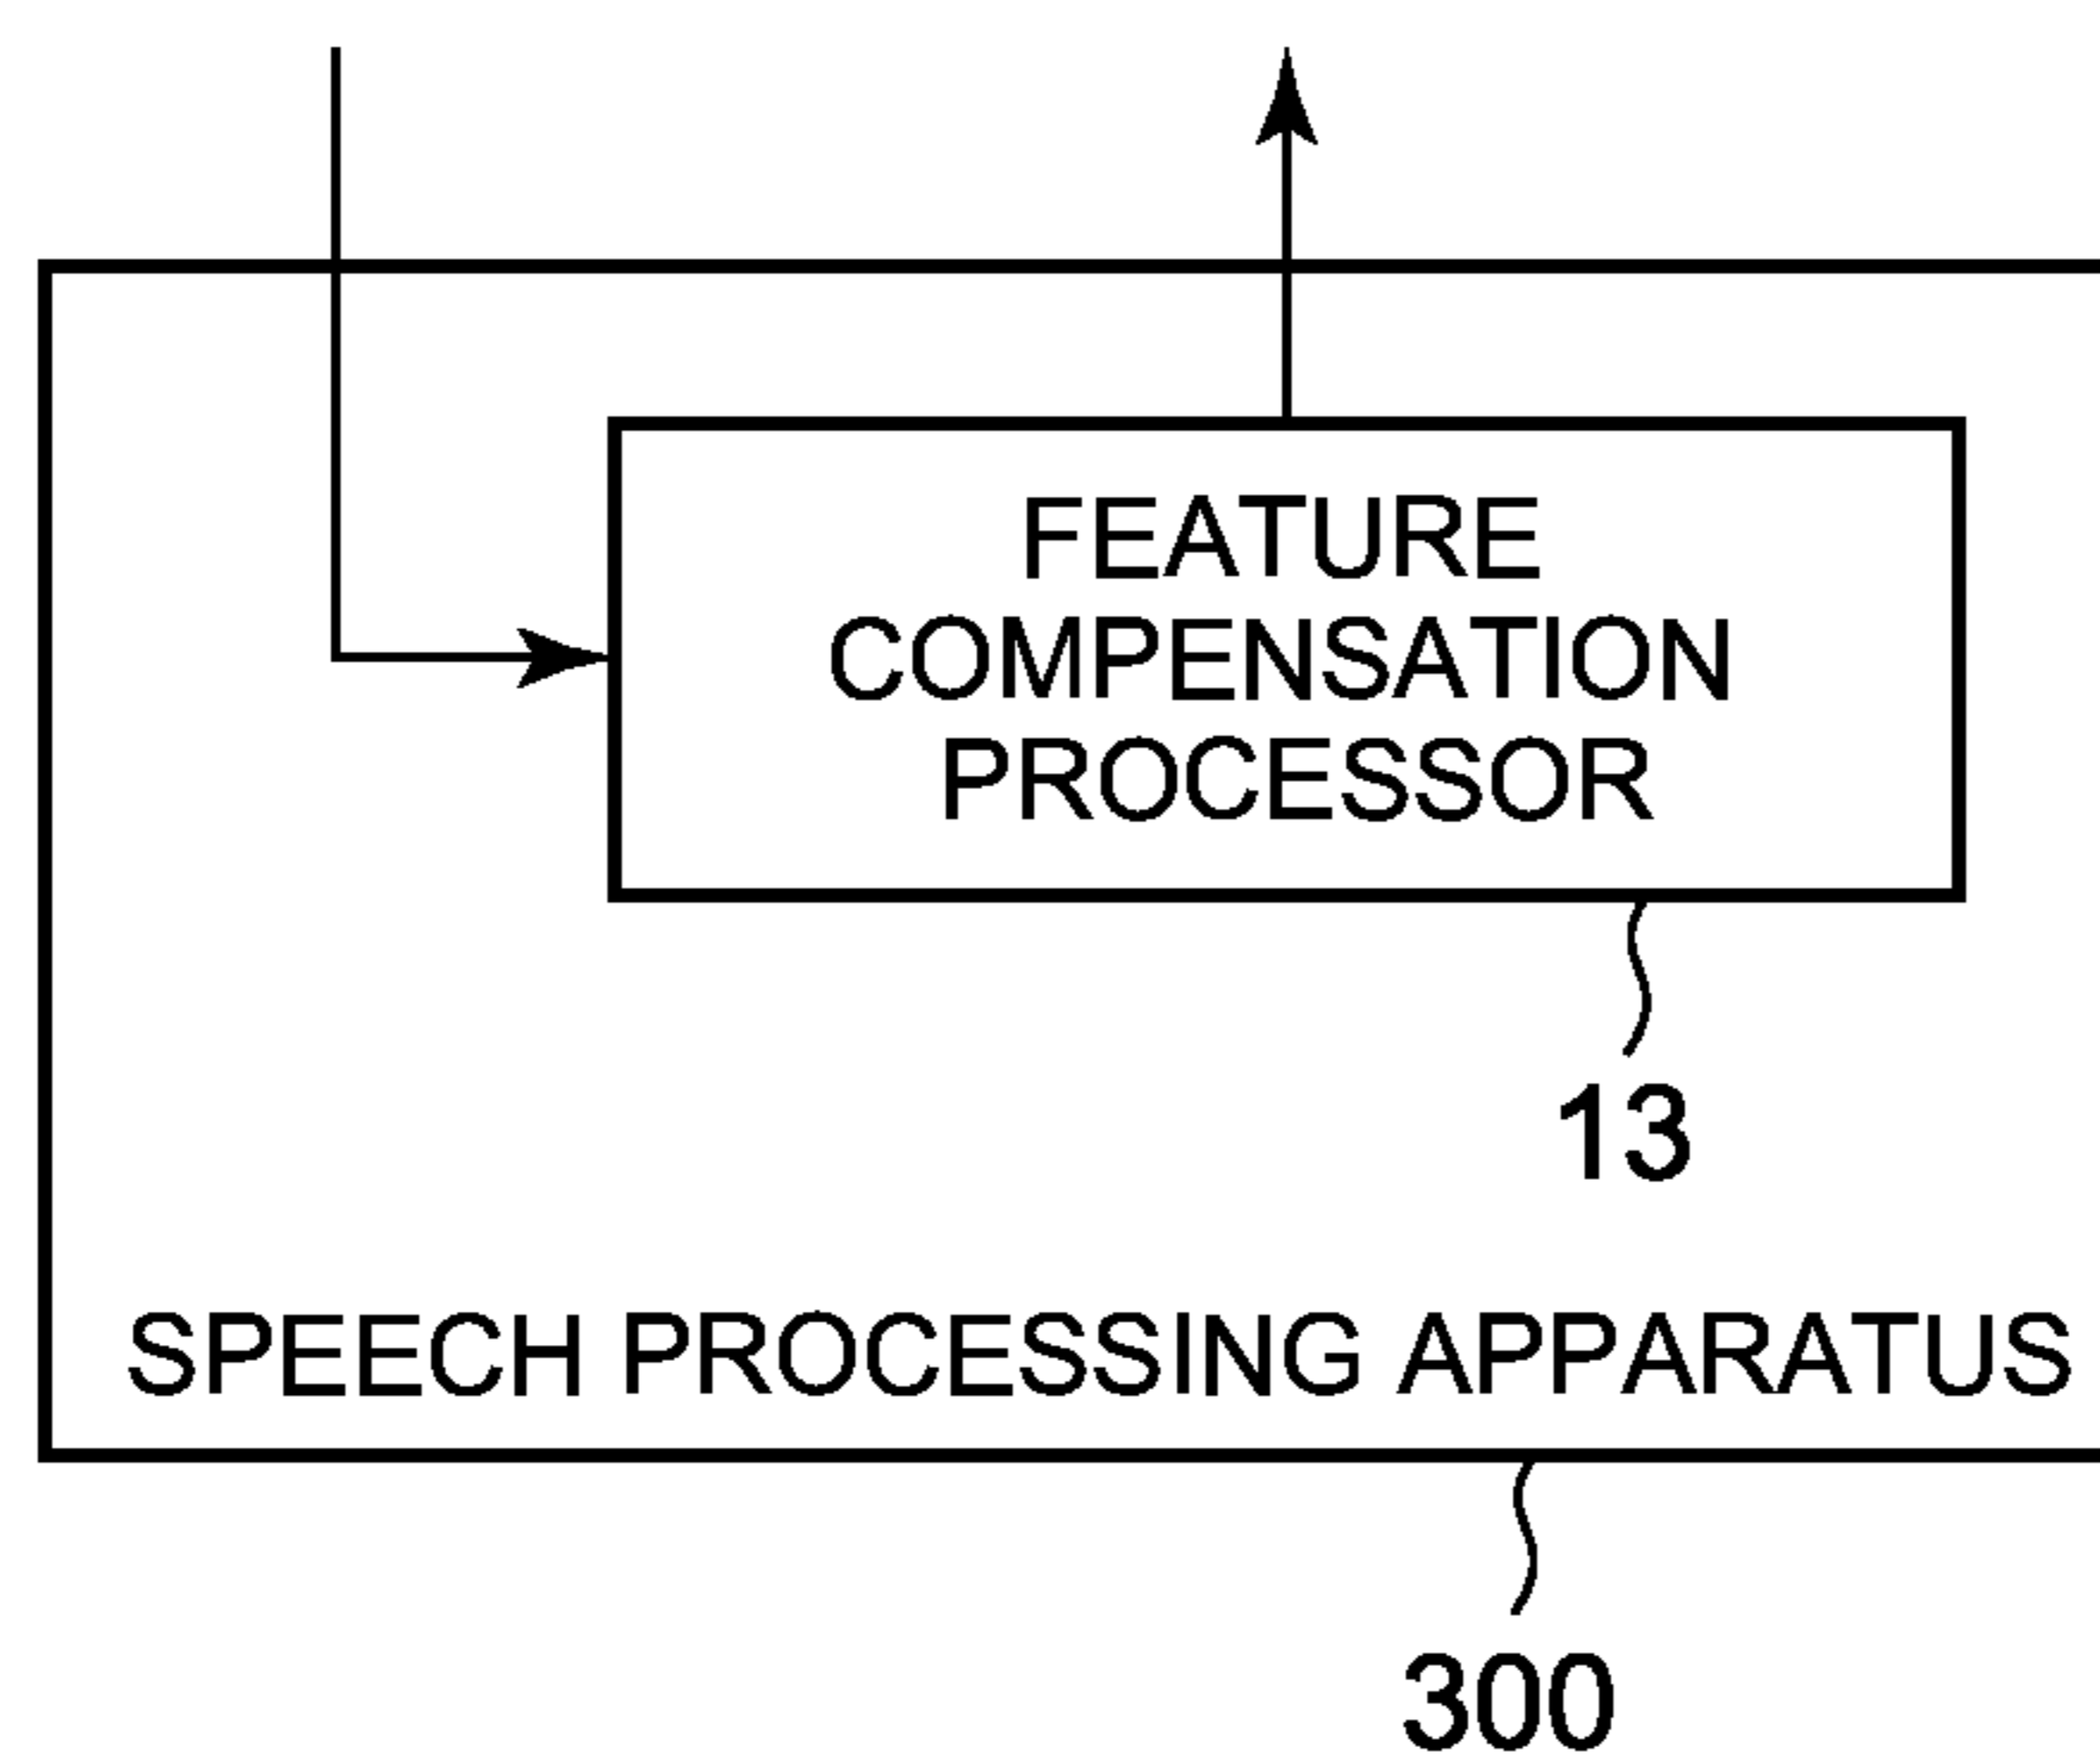 FEATURE
COMPENSATION
PROCESSOR
13
SPEECH PROCESSING APPARATUS
300